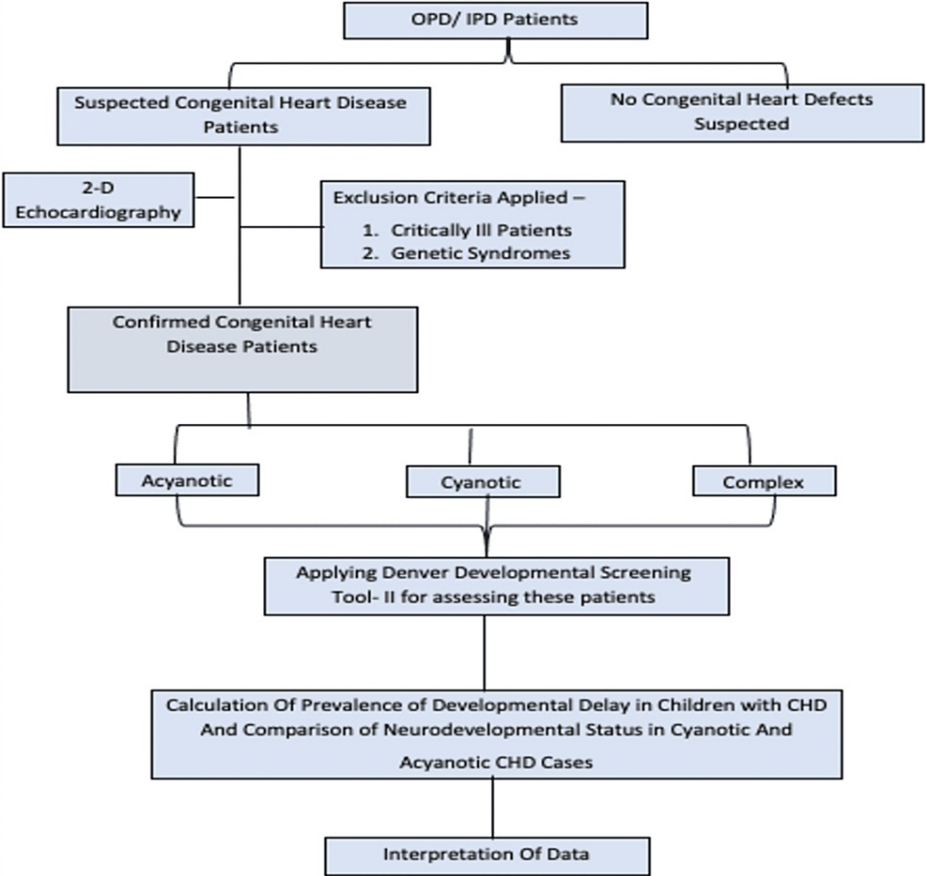 OPD/ IPD Patients
Suspected Congenital Heart Disease
Patients
No Congenital Heart Defects
Suspected
2-D
Echocardiography
Exclusion Criteria Applied –
1. Critically Ill Patients
2. Genetic Syndromes
Confirmed Congenital Heart
Disease Patients
Acyanotic
Cyanotic
Complex
Applying Denver Developmental Screening
Tool- II for assessing these patients
Calculation Of Prevalence of Developmental Delay in Children with CHD
And Comparison of Neurodevelopmental Status in Cyanotic And
Acyanotic CHD Cases
Interpretation Of Data